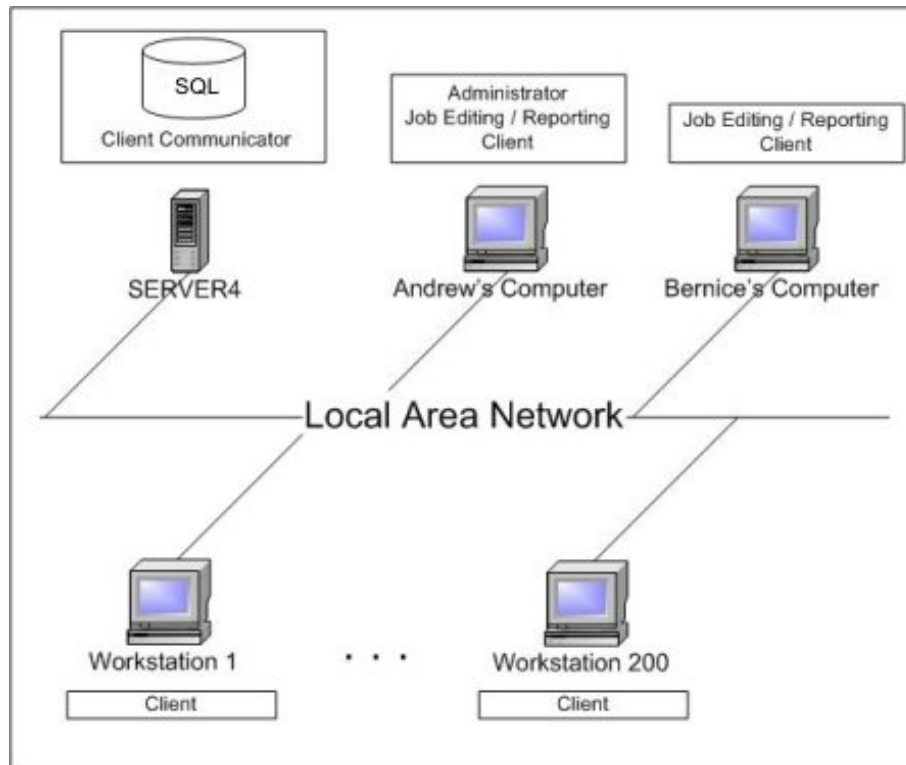 SQL
Client Communicator
Administrator
Job Editing / Reporting
Client
Job Editing / Reporting
Client
SERVER4
Andrew's Computer
Bernice's Computer
Local Area Network
Workstation 1
. . .
Workstation 200
Client
Client